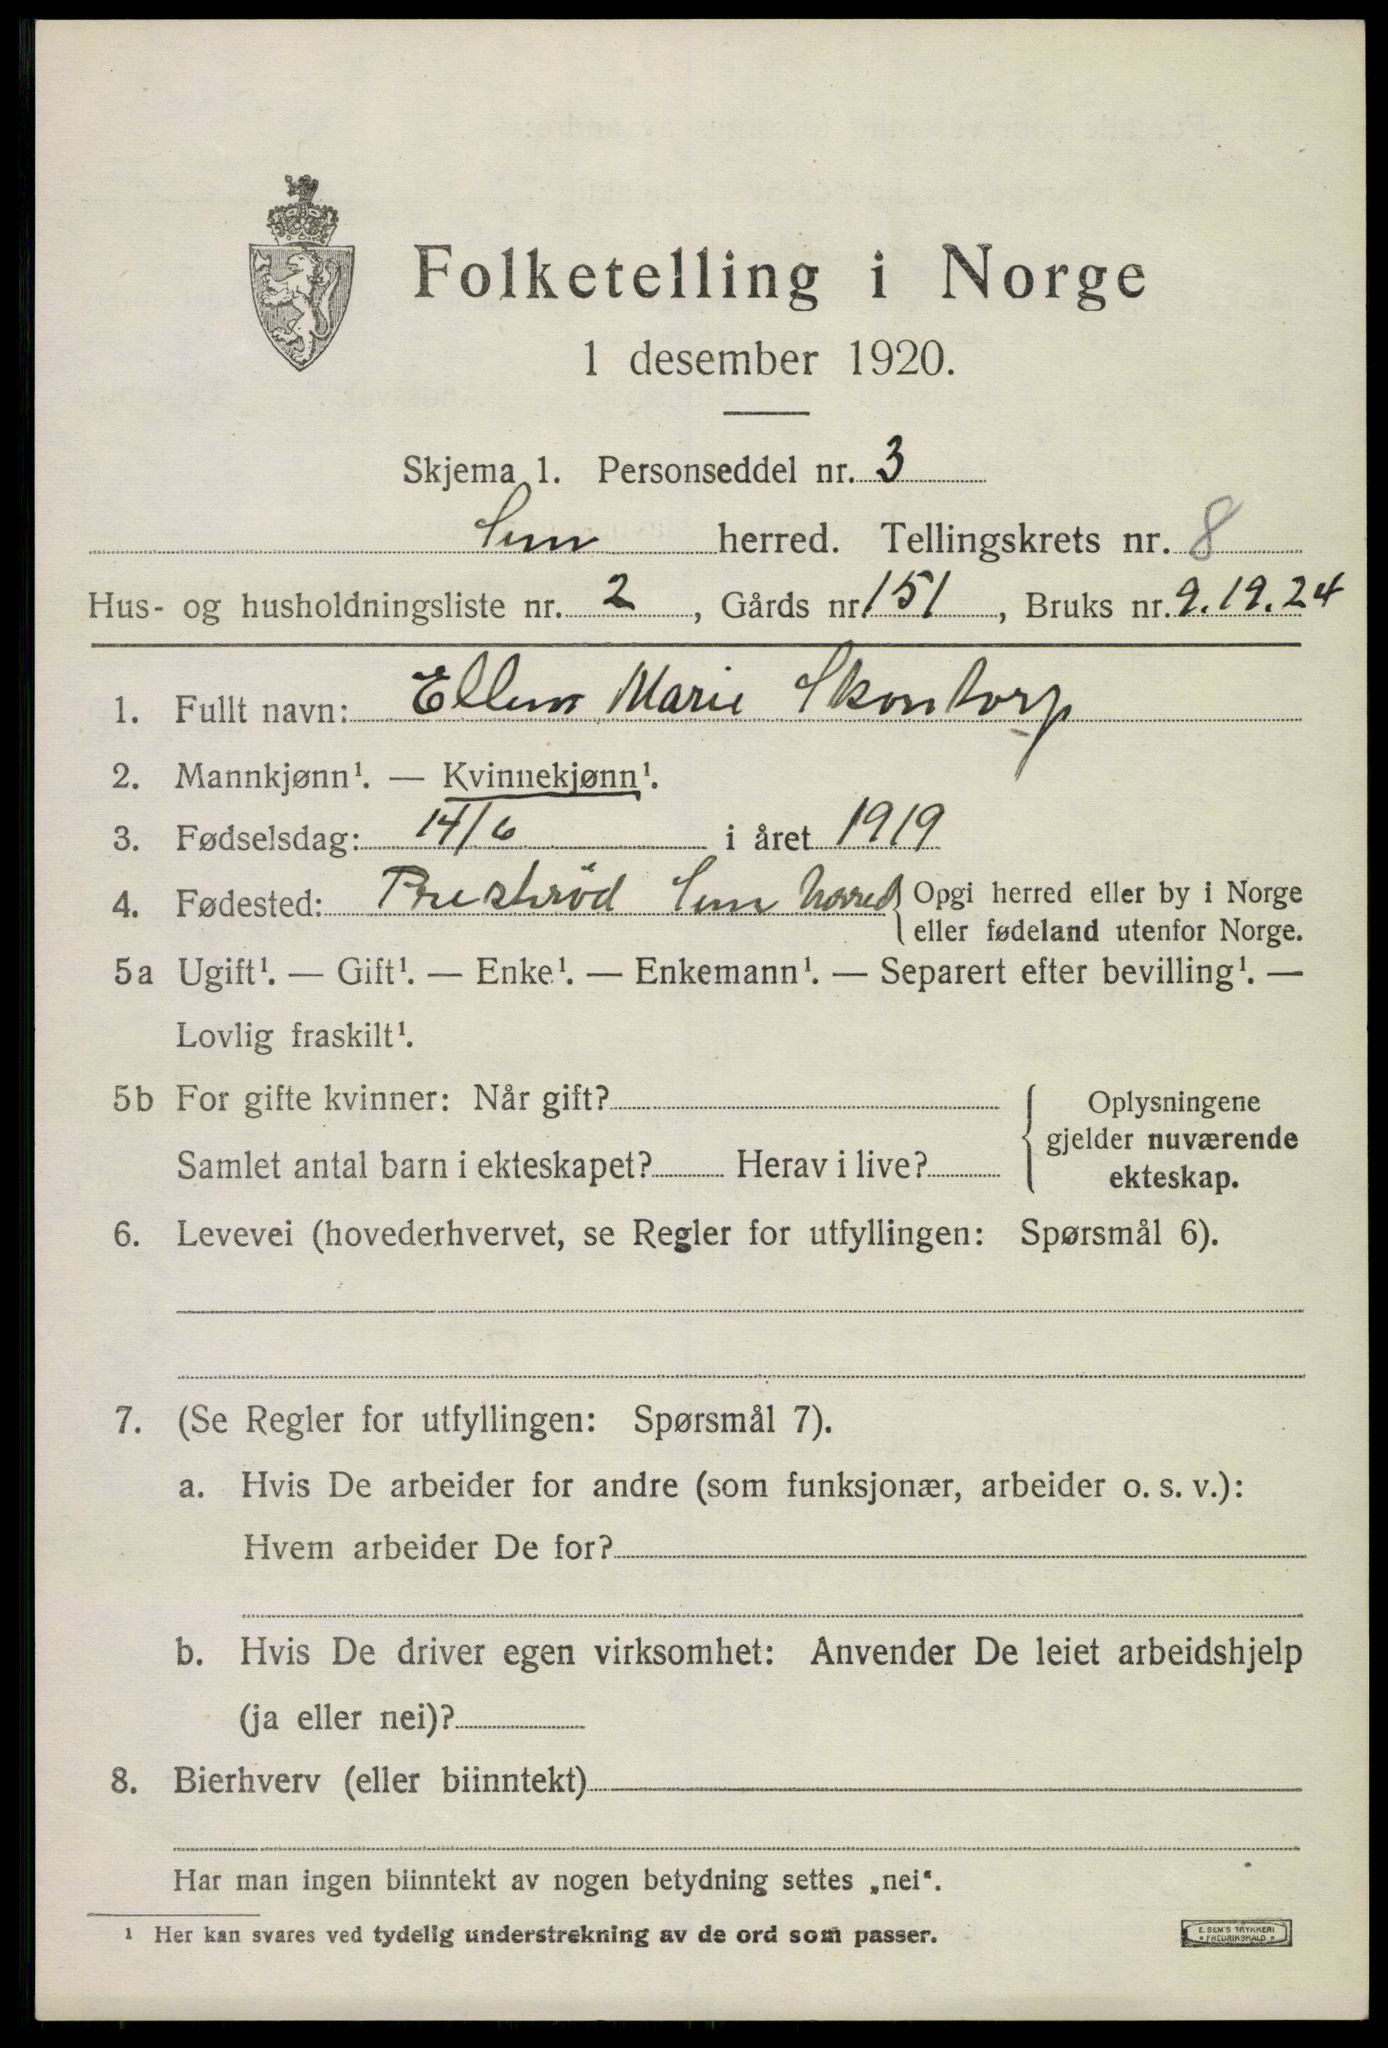 Folketelling i Norge
1 desember 1920.
Skjema 1. Personseddel nr. 3
Sem herred. Tellingskrets nr. 8
Hus- og husholdningsliste nr. 2, Gårds nr. 151, Bruks nr. 9.19.24
1. Fullt navn: Ellen Marie Skontorp
2. Mannkjønn¹. — Kvinnekjønn¹.
3. Fødselsdag: 14/6 i året 1919
4. Fødested: Presterød Sem herred { Opgi herred eller by i Norge
eller fødeland utenfor Norge.
5a Ugift¹. — Gift¹. — Enke¹. — Enkemann¹. — Separert efter bevilling¹. —
Lovlig fraskilt¹.
5b For gifte kvinner: Når gift?
Samlet antal barn i ekteskapet? Herav i live?
Oplysningene
gjelder nuværende
ekteskap.
6. Levevei (hovederhvervet, se Regler for utfyllingen: Spørsmål 6).
7. (Se Regler for utfyllingen: Spørsmål 7).
a. Hvis De arbeider for andre (som funksjonær, arbeider o. s. v.):
Hvem arbeider De for?
b. Hvis De driver egen virksomhet: Anvender De leiet arbeidshjelp
(ja eller nei)?
8. Bierhverv (eller biinntekt)
Har man ingen biinntekt av nogen betydning settes „nei“.
¹ Her kan svares ved tydelig understrekning av de ord som passer.
E. SEM'S TRYKKERI
* FREDRIKSHALD *